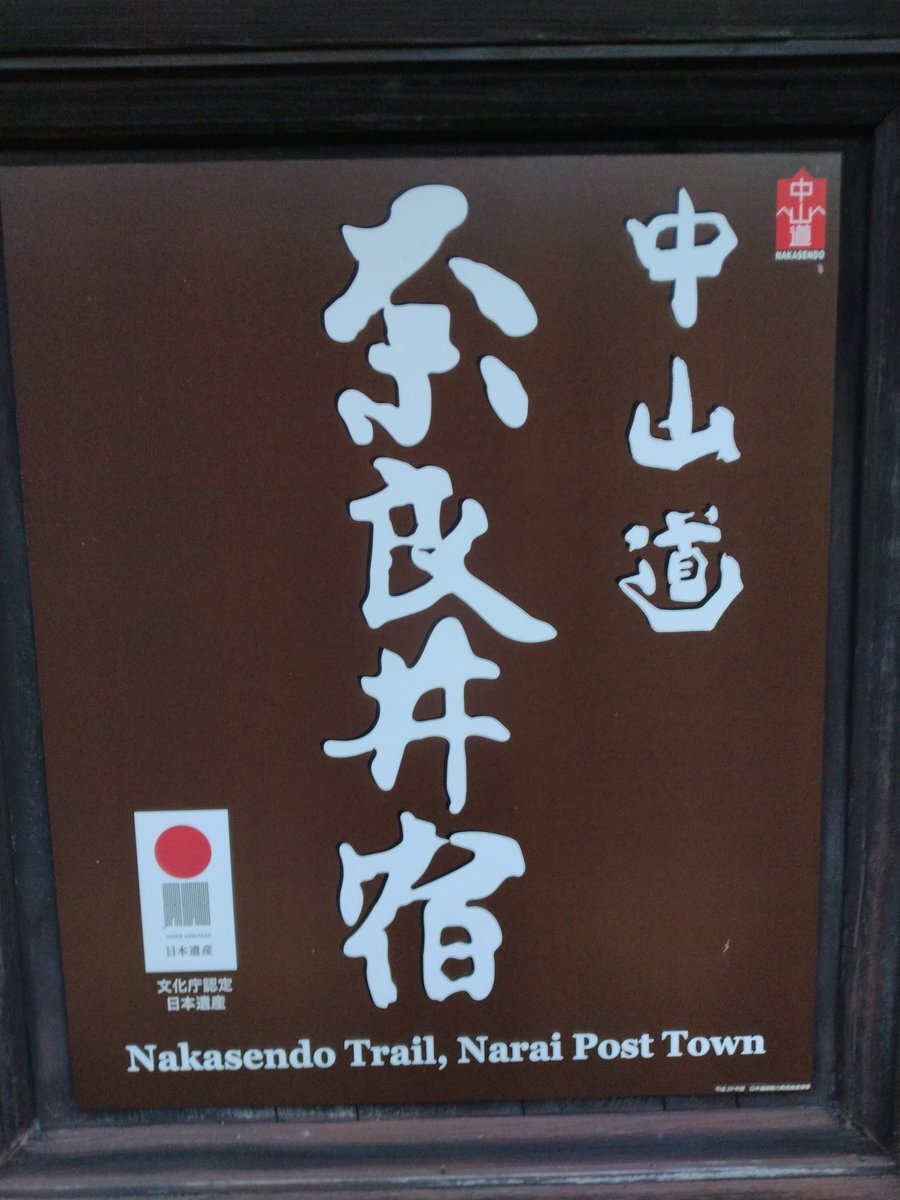 中山道
NAKASENDO
中山道
奈良井宿
JAPAN HERITAGE
日本遺産
文化庁認定
日本遺産
Nakasendo Trail, Narai Post Town